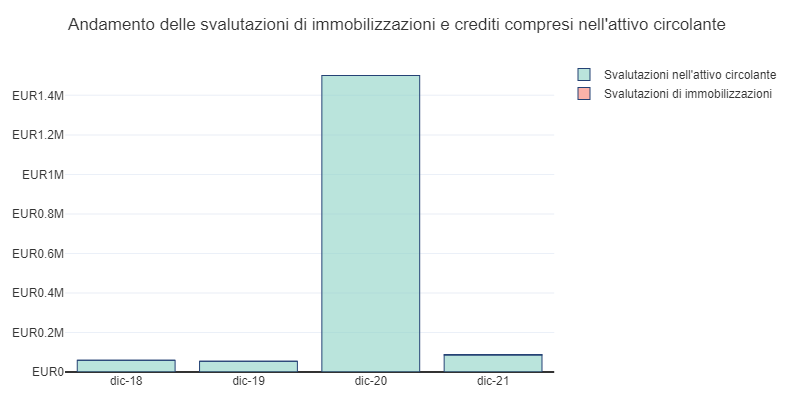 Andamento delle svalutazioni di immobilizzazioni e crediti compresi nell'attivo circolante
Svalutazioni nell'attivo circolante
Svalutazioni di immobilizzazioni
EUR1.4M
EUR1.2M
EUR1M
EUR0.8M
EUR0.6M
EUR0.4M
EUR0.2M
EUR0
dic-18 dic-19 dic-20 dic-21